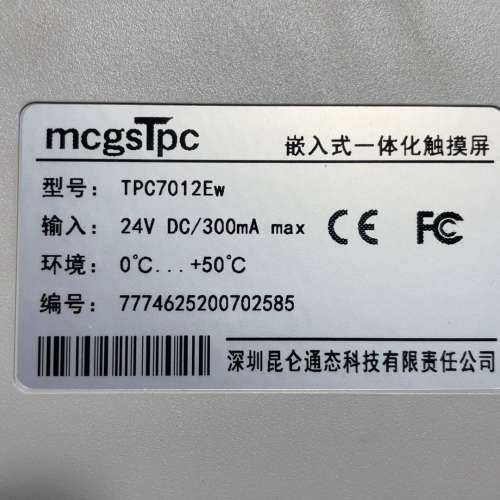 mcgsTpc 嵌入式一体化触摸屏
型号: TPC7012Ew
输入: 24V DC/300mA max CE FC
环境: 0℃...+50℃
编号: 7774625200702585
深圳昆仑通态科技有限责任公司